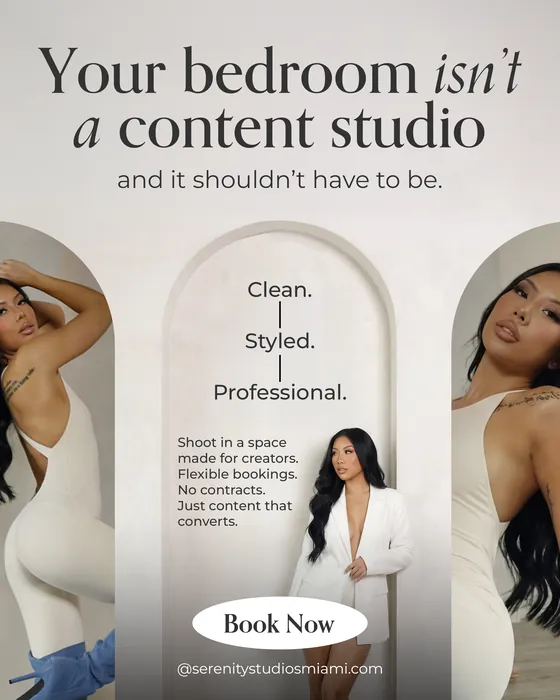 Your bedroom isn't
a content studio
and it shouldn't have to be.
Clean.
Styled.
Professional.
Shoot in a space
made for creators.
Flexible bookings.
No contracts.
Just content that
converts.
Book Now
@serenitystudiosmiami.com